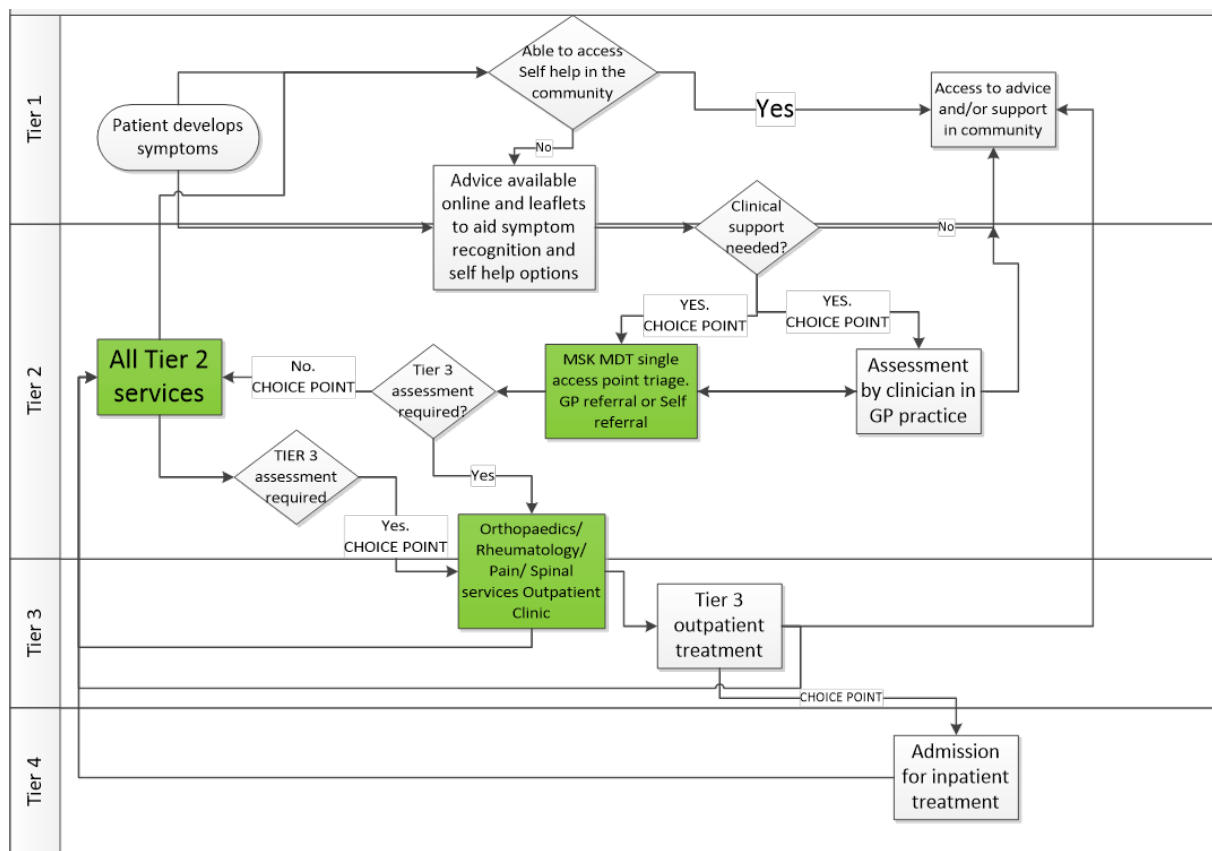 Tier 1
Able to access
Self help in the
community
Yes
Access to advice
and/or support
in community
Patient develops
symptoms
No
Advice available
online and leaflets
to aid symptom
recognition and
self help options
Clinical
support
needed?
No
Tier 2
YES.
CHOICE POINT
YES.
CHOICE POINT
All Tier 2
services
No.
CHOICE POINT
Tier 3
assessment
required?
MSK MDT single
access point triage.
GP referral or Self
referral
Assessment
by clinician in
GP practice
TIER 3
assessment
required
Yes
Yes.
CHOICE POINT
Orthopaedics/
Rheumatology/
Pain/ Spinal
services Outpatient
Clinic
Tier 3
Tier 3
outpatient
treatment
CHOICE POINT
Tier 4
Admission
for inpatient
treatment